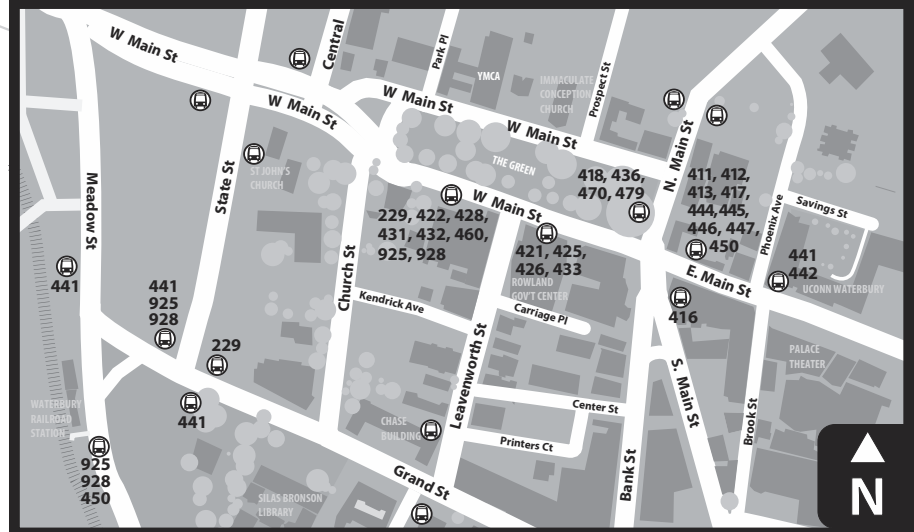 W Main St
Central
Park Pl
YMCA
IMMACULATE
CONCEPTION
CHURCH
Prospect St
W Main St
W Main St
W Main St
N. Main St
THE GREEN
ST JOHN'S
CHURCH
State St
Meadow St
418, 436,
470, 479
411, 412,
413, 417,
444, 445,
446, 447,
450
Phoenix Ave
Savings St
229, 422, 428,
431, 432, 460,
925, 928
W Main St
421, 425,
426, 433
ROWLAND
GOV'T CENTER
441
442
UCONN WATERBURY
E. Main St
441
441
925
928
Church St
Kendrick Ave
Carriage Pl
416
229
Leavenworth St
S. Main St
PALACE
THEATER
WATERBURY
RAILROAD
STATION
441
CHASE
BUILDING
Center St
Printers Ct
Brook St
925
928
450
Grand St
Bank St
SILAS BRONSON
LIBRARY
N